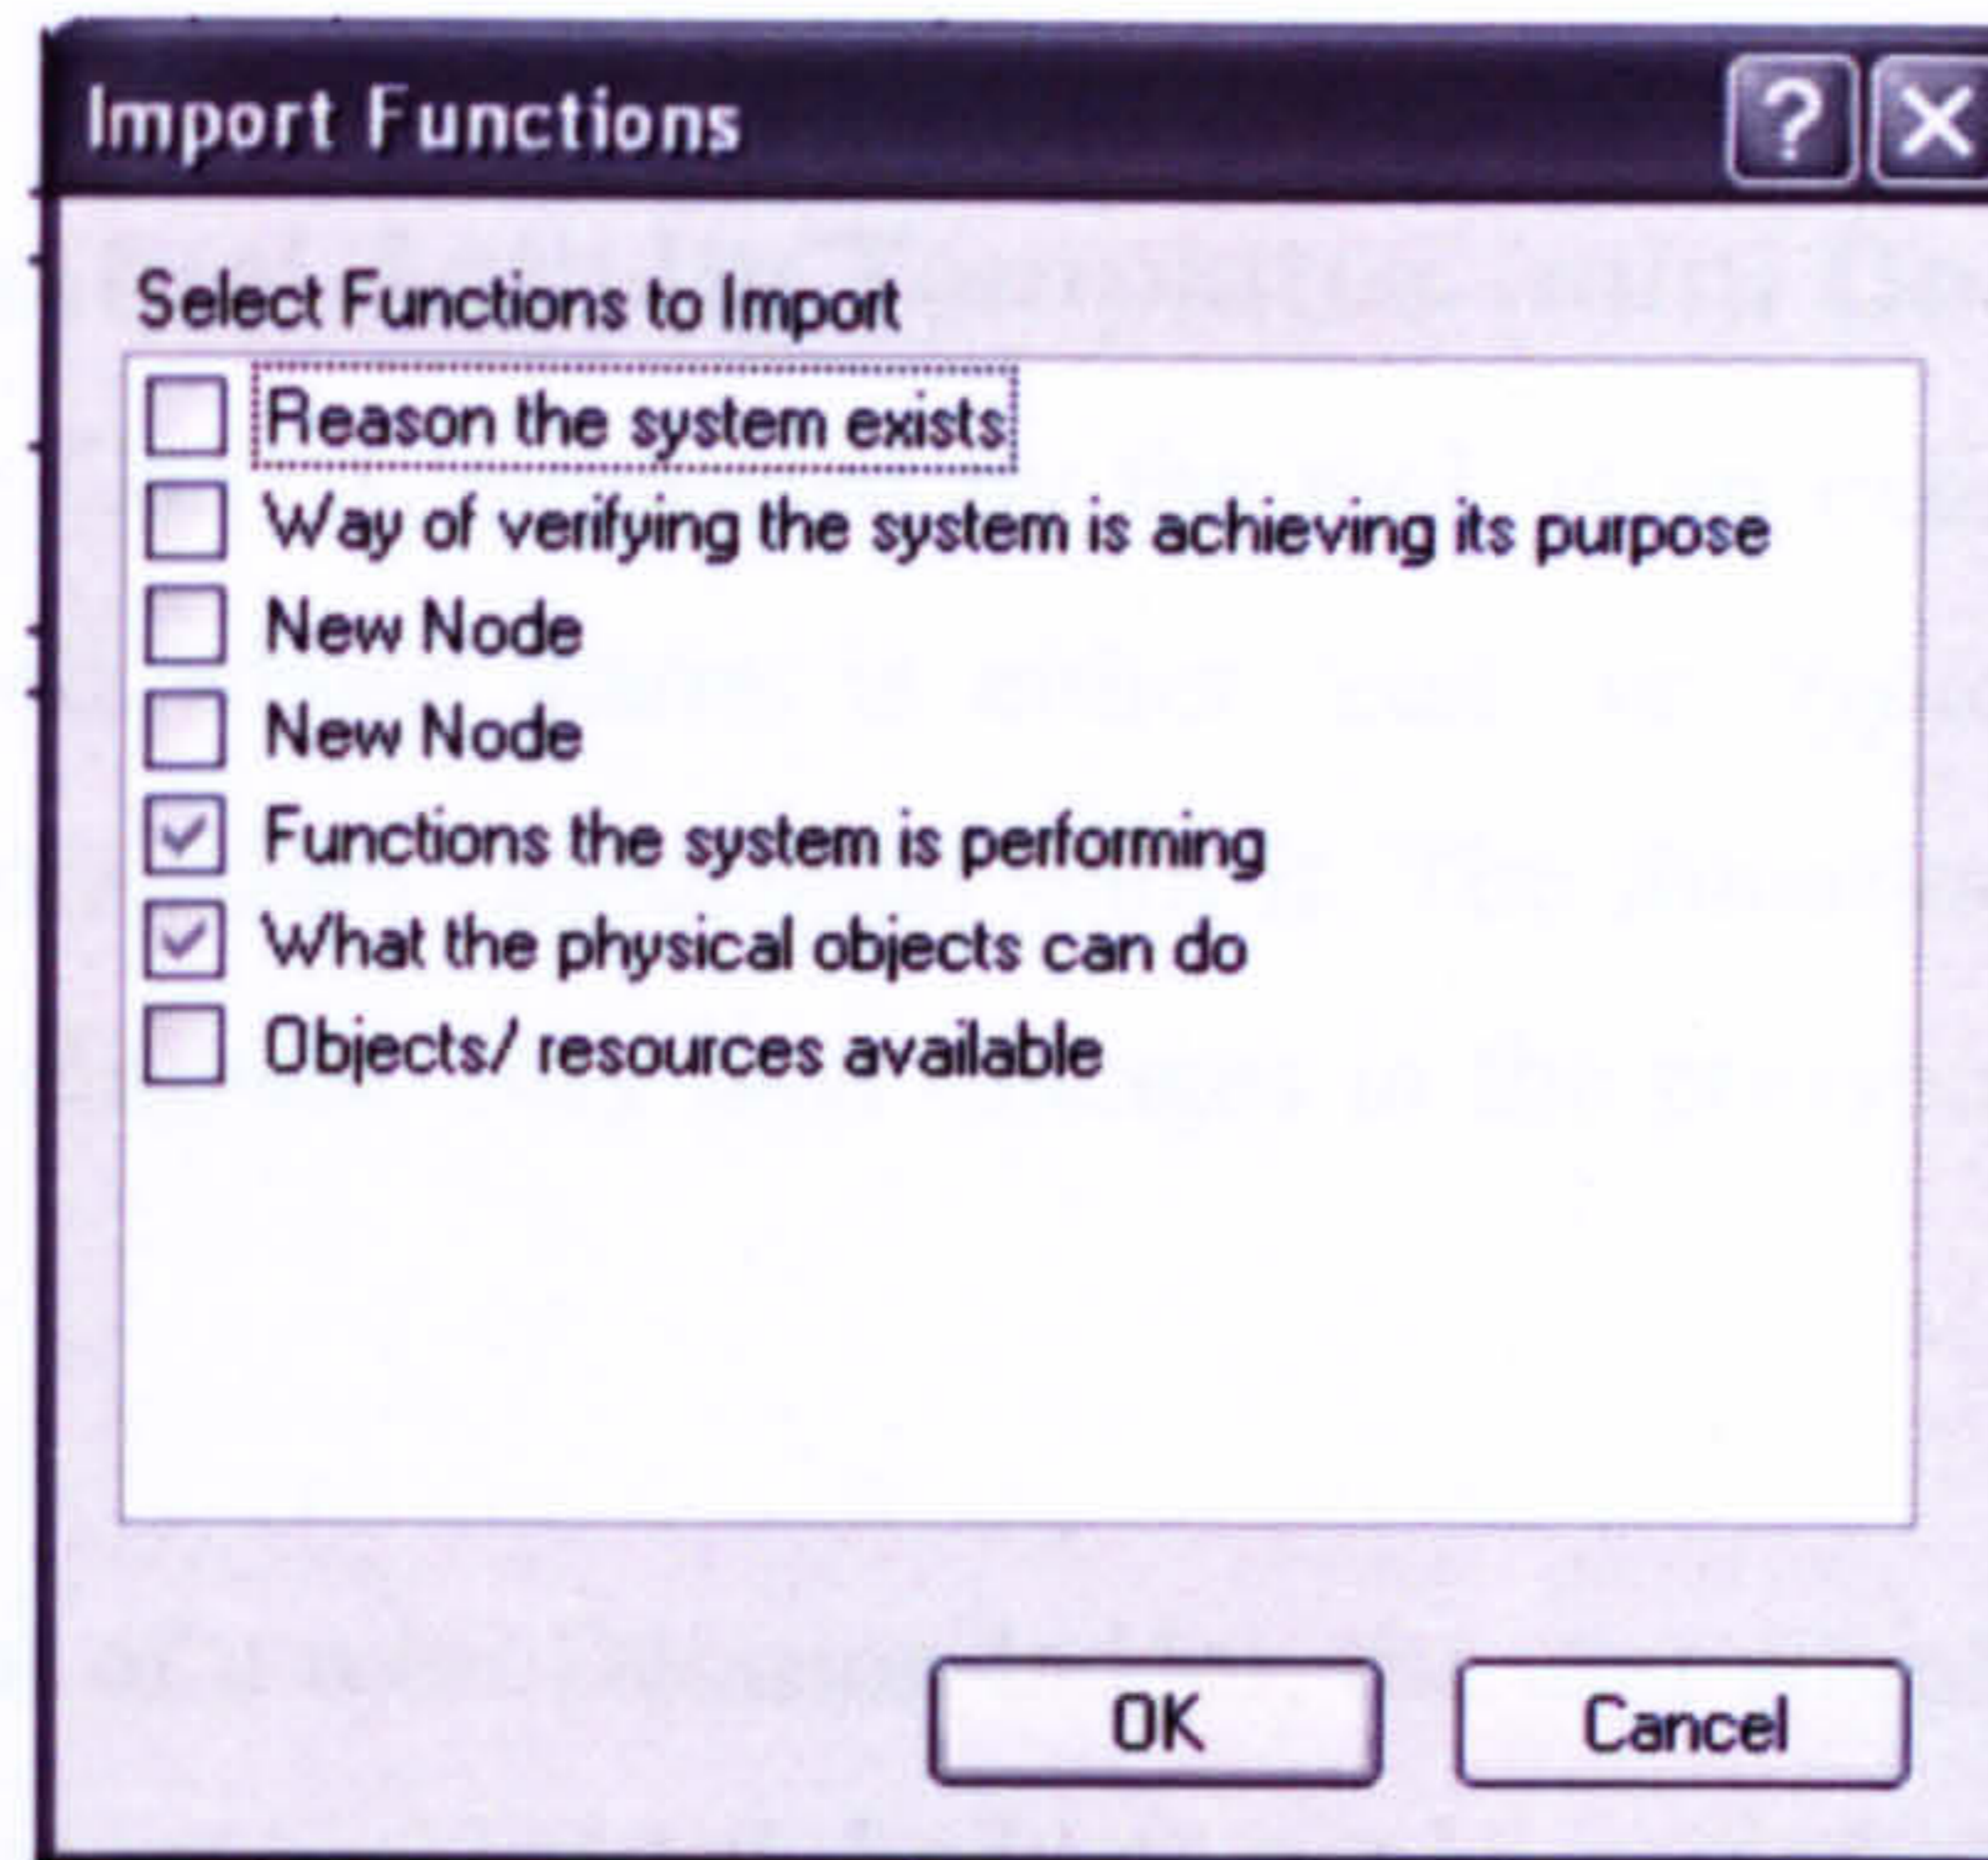 Import Functions
Select Functions to Import
Reason the system exists
Way of verifying the system is achieving its purpose
New Node
New Node
Functions the system is performing
What the physical objects can do
Objects/ resources available
OK
Cancel